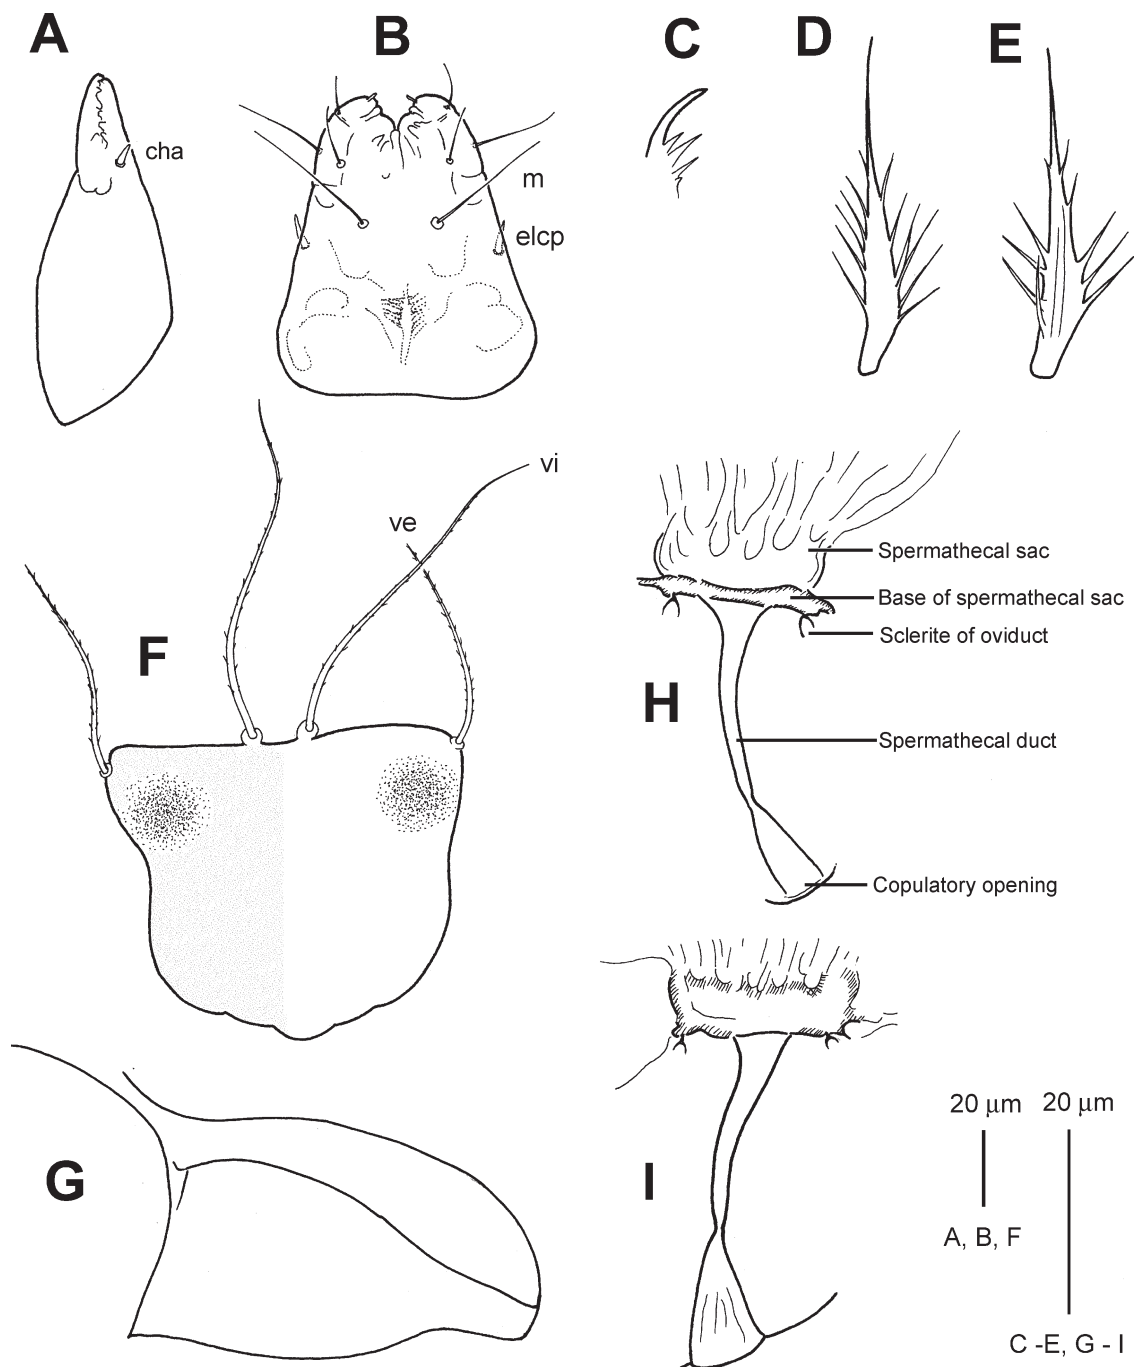 A
B
C
D
E
cha
m
elcp
vi
ve
F
Spermathecal sac
Base of spermathecal sac
Sclerite of oviduct
H
Spermathecal duct
Copulatory opening
G
I
20 μm
20 μm
A, B, F
C -E, G - I